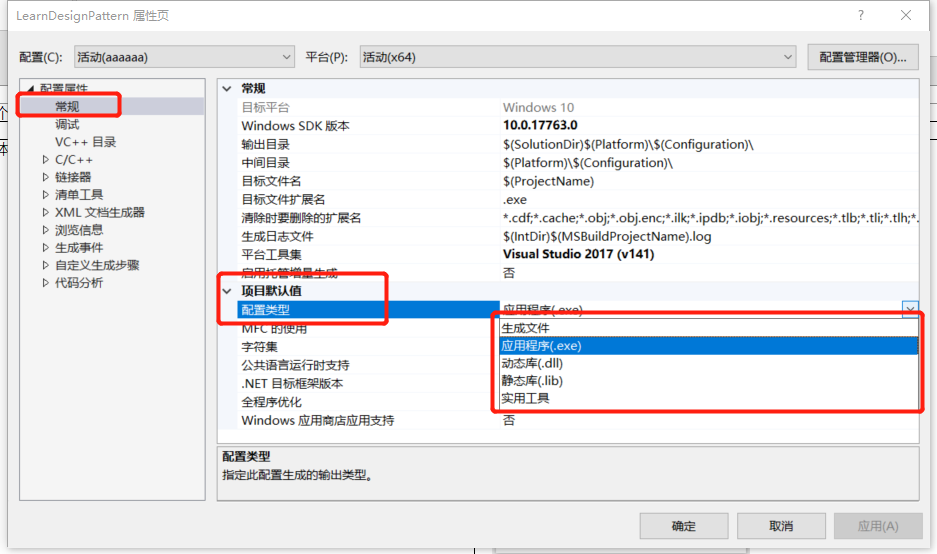 LearnDesignPattern 属性页
配置(C): 活动(aaaaaa) 平台(P): 活动(x64) 配置管理器(O)...
配置属性
常规
调试
VC++ 目录
C/C++
链接器
清单工具
XML 文档生成器
浏览信息
生成事件
自定义生成步骤
代码分析
常规
目标平台 Windows 10
Windows SDK 版本 10.0.17763.0
输出目录 $(SolutionDir)$(Platform)\$(Configuration)\
中间目录 $(Platform)\$(Configuration)\
目标文件名 $(ProjectName)
目标文件扩展名 .exe
清除时要删除的扩展名 *.cdf;*.cache;*.obj;*.obj.enc;*.ilk;*.ipdb;*.iobj;*.resources;*.tlb;*.tli;*.tlh;*.
生成日志文件 $(IntDir)$(MSBuildProjectName).log
平台工具集 Visual Studio 2017 (v141)
启用托管增量生成 否
项目默认值
配置类型 应用程序(.exe)
MFC 的使用 生成文件
字符集 应用程序(.exe)
公共语言运行时支持 动态库(.dll)
.NET 目标框架版本 静态库(.lib)
全程序优化 实用工具
Windows 应用商店应用支持 否
配置类型
指定此配置生成的输出类型。
确定 取消 应用(A)